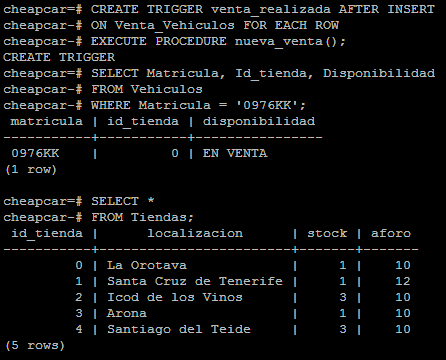 cheapcar=# CREATE TRIGGER venta_realizada AFTER INSERT
cheapcar-# ON Venta_Vehiculos FOR EACH ROW
cheapcar-# EXECUTE PROCEDURE nueva_venta();
CREATE TRIGGER
cheapcar=# SELECT Matricula, Id_tienda, Disponibilidad
cheapcar-# FROM Vehiculos
cheapcar-# WHERE Matricula = '0976KK';
 matricula | id_tienda | disponibilidad
-----------+-----------+----------------
 0976KK    |         0 | EN VENTA
(1 row)

cheapcar=# SELECT *
cheapcar-# FROM Tiendas;
 id_tienda |      localizacion      | stock | aforo
-----------+------------------------+-------+-------
         0 | La Orotava             |     1 |    10
         1 | Santa Cruz de Tenerife |     1 |    12
         2 | Icod de los Vinos      |     3 |    10
         3 | Arona                  |     1 |    10
         4 | Santiago del Teide     |     3 |    10
(5 rows)